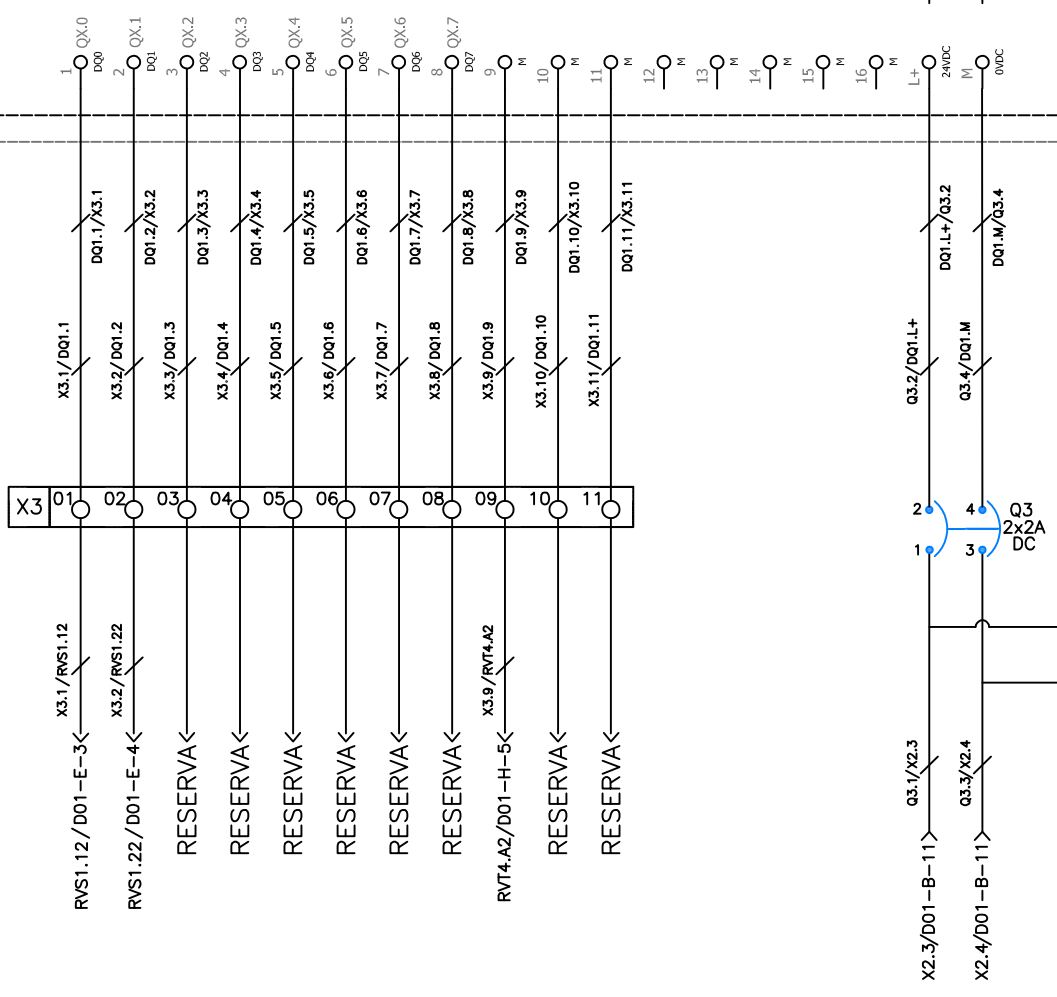 QX.0
QX.1
QX.2
QX.3
QX.4
QX.5
QX.6
QX.7
1
DQ0
2
DQ1
3
DQ2
4
DQ3
5
DQ4
6
DQ5
7
DQ6
8
DQ7
9
M
10
M
11
M
12
M
13
M
14
M
15
M
16
M
L+
24VDC
M
0VDC
DQ1.1/X3.1
DQ1.2/X3.2
DQ1.3/X3.3
DQ1.4/X3.4
DQ1.5/X3.5
DQ1.6/X3.6
DQ1.7/X3.7
DQ1.8/X3.8
DQ1.9/X3.9
DQ1.10/X3.10
DQ1.11/X3.11
DQ1.L+/Q3.2
DQ1.M/Q3.4
X3.1/DQ1.1
X3.2/DQ1.2
X3.3/DQ1.3
X3.4/DQ1.4
X3.5/DQ1.5
X3.6/DQ1.6
X3.7/DQ1.7
X3.8/DQ1.8
X3.9/DQ1.9
X3.10/DQ1.10
X3.11/DQ1.11
Q3.2/DQ1.L+
Q3.4/DQ1.M
X3
01
02
03
04
05
06
07
08
09
10
11
2
4
Q3
2x2A
DC
1
3
X3.1/RVS1.12
X3.2/RVS1.22
X3.9/RVT4.A2
Q3.1/X2.3
Q3.3/X2.4
RVS1.12/D01-E-3
RVS1.22/D01-E-4
RESERVA
RESERVA
RESERVA
RESERVA
RESERVA
RESERVA
RVT4.A2/D01-H-5
RESERVA
RESERVA
X2.3/D01-B-11
X2.4/D01-B-11